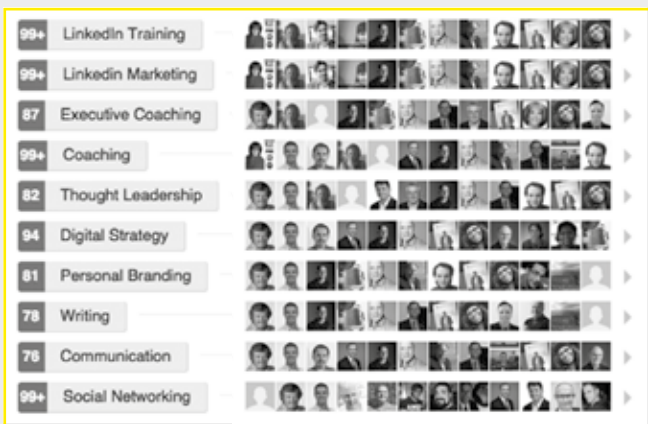 99+ LinkedIn Training
99+ Linkedin Marketing
87 Executive Coaching
99+ Coaching
82 Thought Leadership
94 Digital Strategy
81 Personal Branding
78 Writing
76 Communication
99+ Social Networking